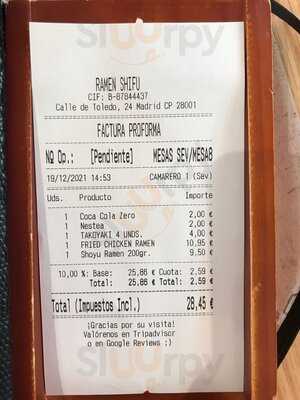 Sluurpy
RAMEN SHIFU
CIF: B-87844437
Calle de Toledo, 24 Madrid CP 28001
FACTURA PROFORMA
NQ Op.: [Pendiente] MESAS SEV/MESA8
19/12/2021 14:53 CAMARERO 1 (Sev)
Uds. Producto Importe
1 Coca Cola Zero 2,00 €
1 Nestea 2,00 €
1 TAKOYAKI 4 UNDS. 4,00 €
1 FRIED CHICKEN RAMEN 10,95 €
1 Shoyu Ramen 200gr. 9,50 €
10,00 %: Base: 25,86 € Cuota: 2,59 €
Total: 25,86 € Total: 2,59 €
Total (Impuestos Incl.) 28,45 €
¡Gracias por su visita!
Valórenos en Tripadvisor
o en Google Reviews :)
Sluurpy